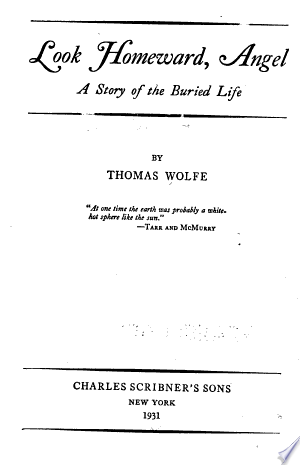 Look Homeward, Angel
A Story of the Buried Life
BY
THOMAS WOLFE
"At one time the earth was probably a white-
hot sphere like the sun."
—TARR AND MCMURRY
CHARLES SCRIBNER'S SONS
NEW YORK
1931